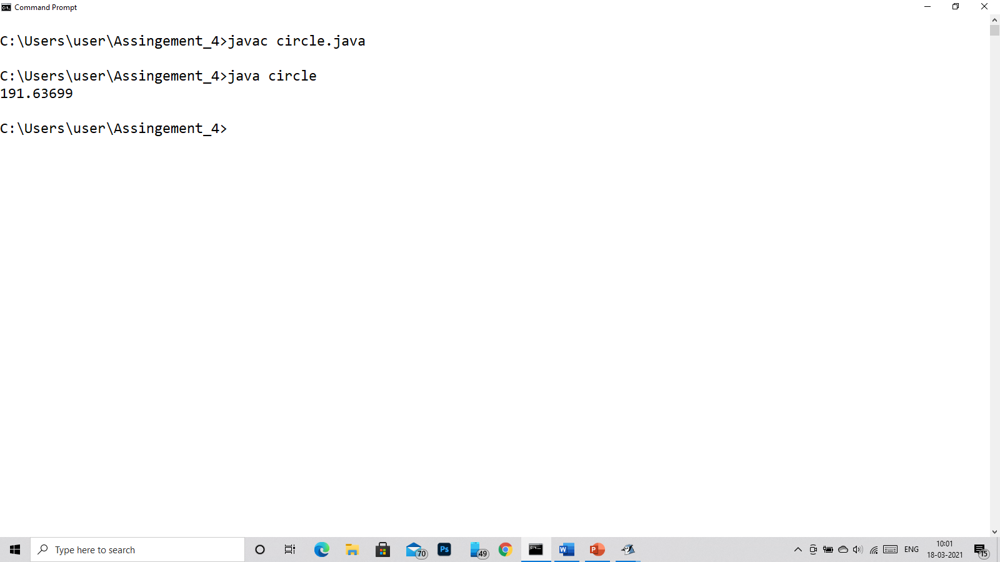 Command Prompt
C:\Users\user\Assingement_4>javac circle.java
C:\Users\user\Assingement_4>java circle
191.63699
C:\Users\user\Assingement_4>
Type here to search
70
Ps
49
W
P
ENG
10:01
18-03-2021
15